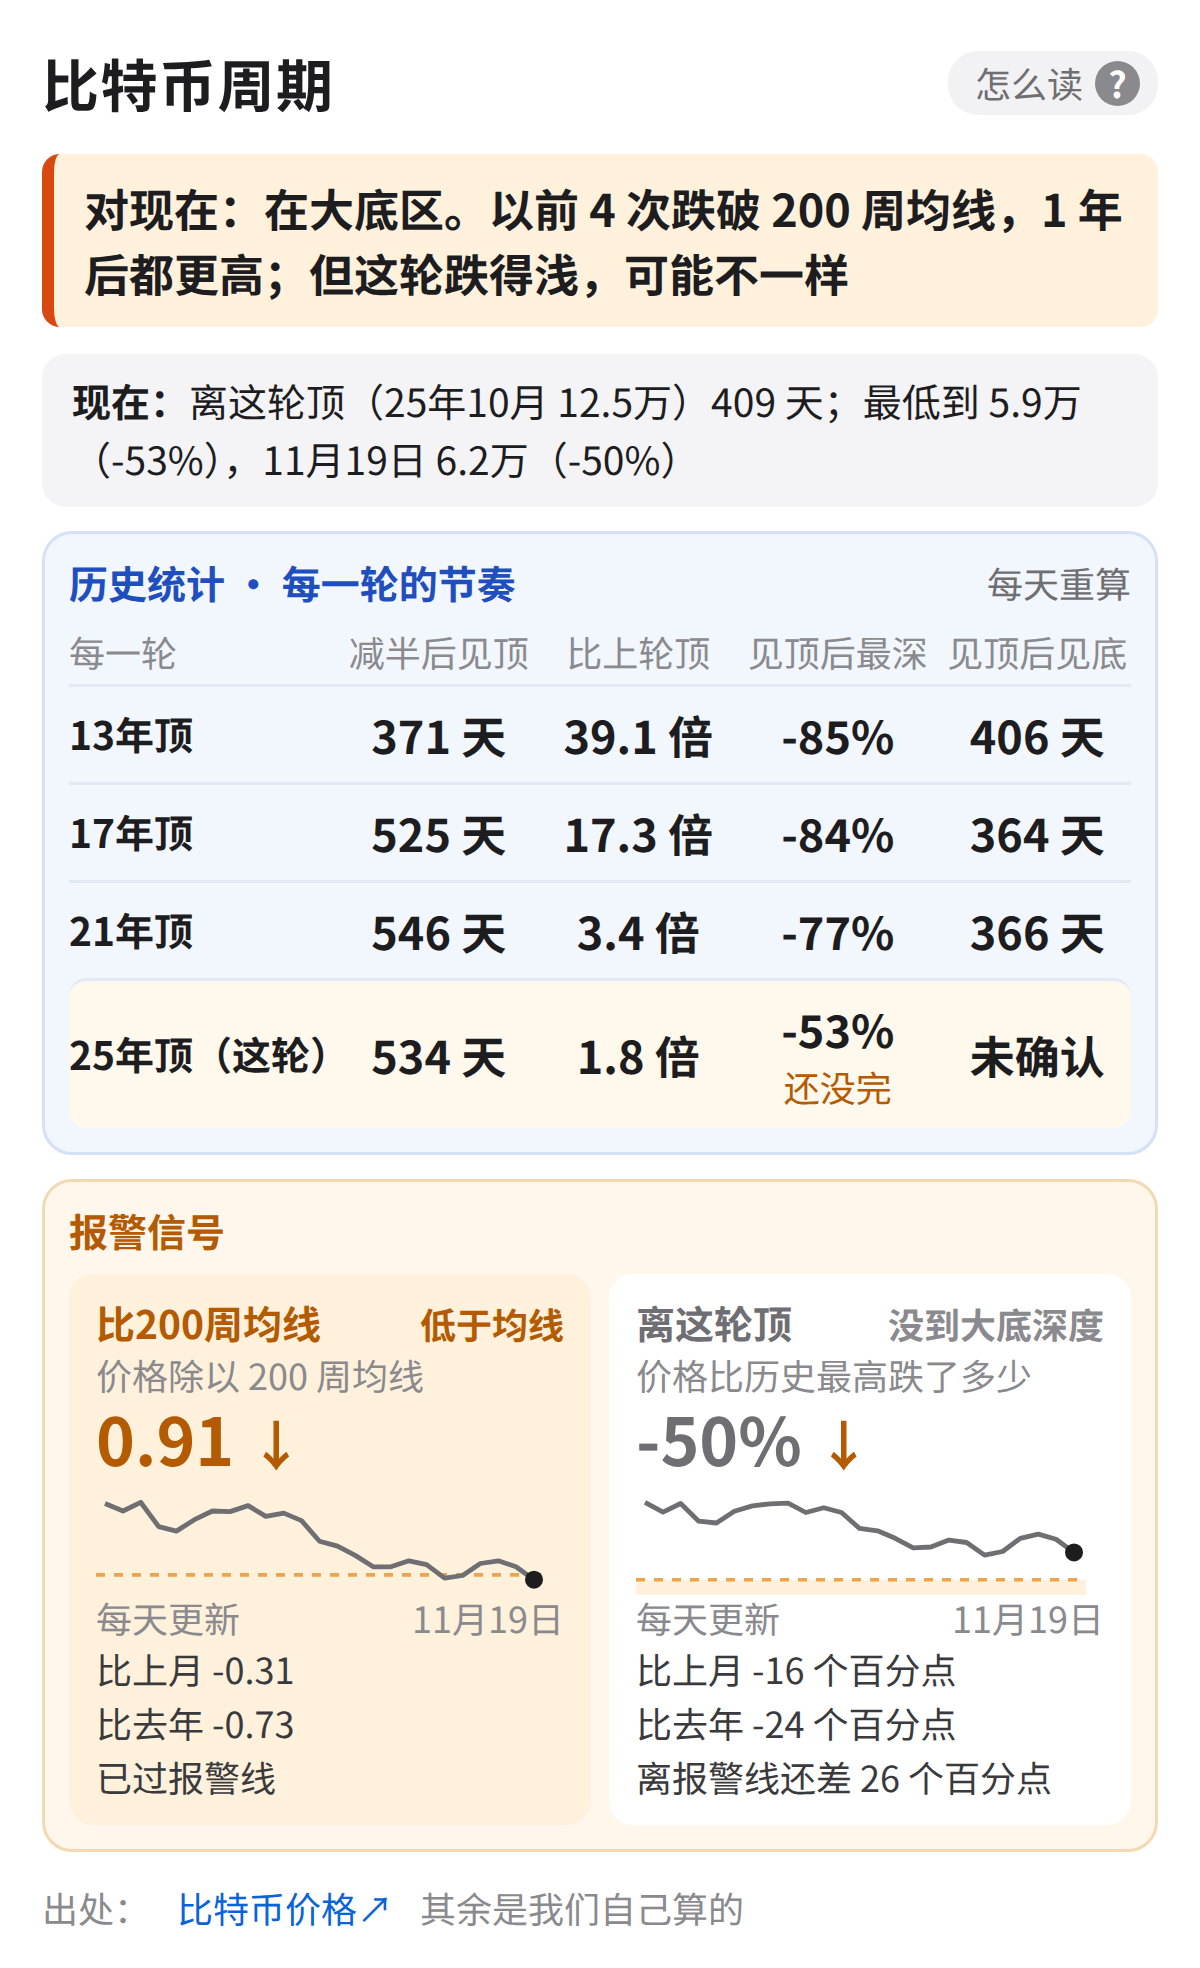 比特币周期
怎么读 ?
对现在：在大底区。以前 4 次跌破 200 周均线，1 年
后都更高；但这轮跌得浅，可能不一样
现在：离这轮顶（25年10月 12.5万）409 天；最低到 5.9万
（-53%），11月19日 6.2万（-50%）
历史统计 · 每一轮的节奏 每天重算
每一轮 减半后见顶 比上轮顶 见顶后最深 见顶后见底
13年顶 371 天 39.1 倍 -85% 406 天
17年顶 525 天 17.3 倍 -84% 364 天
21年顶 546 天 3.4 倍 -77% 366 天
25年顶（这轮） 534 天 1.8 倍 -53% 未确认
还没完
报警信号
比200周均线 低于均线
价格除以 200 周均线
0.91 ↓
每天更新 11月19日
比上月 -0.31
比去年 -0.73
已过报警线
离这轮顶 没到大底深度
价格比历史最高跌了多少
-50% ↓
每天更新 11月19日
比上月 -16 个百分点
比去年 -24 个百分点
离报警线还差 26 个百分点
出处： 比特币价格↗ 其余是我们自己算的